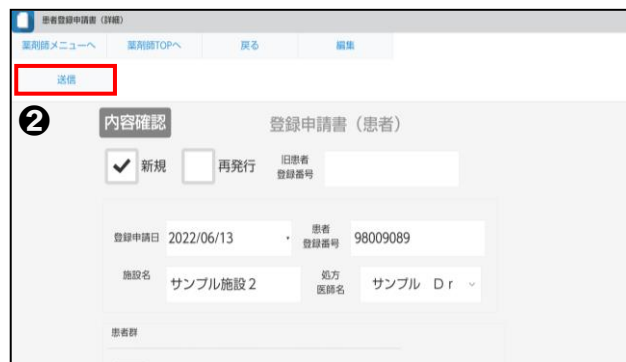 患者登録申請書（詳細）
薬剤師メニューへ 薬剤師TOPへ 戻る 編集
送信
❷
内容確認 登録申請書（患者）
✔ 新規 再発行 旧患者登録番号
登録申請日 2022/06/13 患者登録番号 98009089
施設名 サンプル施設２ 処方医師名 サンプル Ｄｒ
患者群